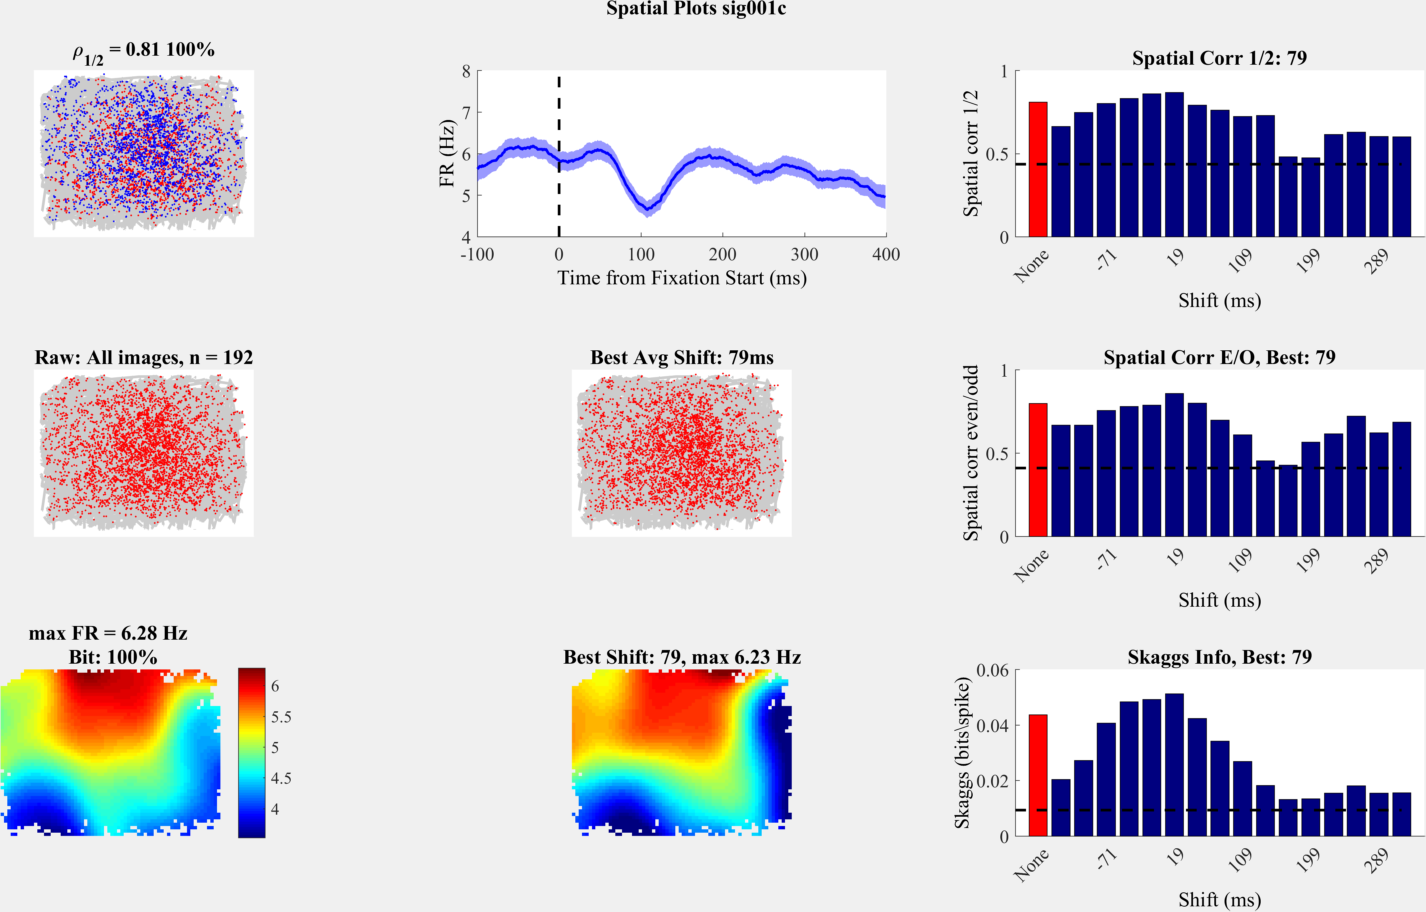 Spatial Plots sig001c
ρ1/2 = 0.81 100%
8
7
6
5
4
FR (Hz)
-100
0
100
200
300
400
Time from Fixation Start (ms)
Spatial Corr 1/2: 79
1
0.5
0
Spatial corr 1/2
None
-71
19
109
199
289
Shift (ms)
Raw: All images, n = 192
Best Avg Shift: 79ms
Spatial Corr E/O, Best: 79
1
0.5
0
Spatial corr even/odd
None
-71
19
109
199
289
Shift (ms)
max FR = 6.28 Hz
Bit: 100%
6
5.5
5
4.5
4
Best Shift: 79, max 6.23 Hz
Skaggs Info, Best: 79
0.06
0.04
0.02
0
Skaggs (bits\spike)
None
-71
19
109
199
289
Shift (ms)